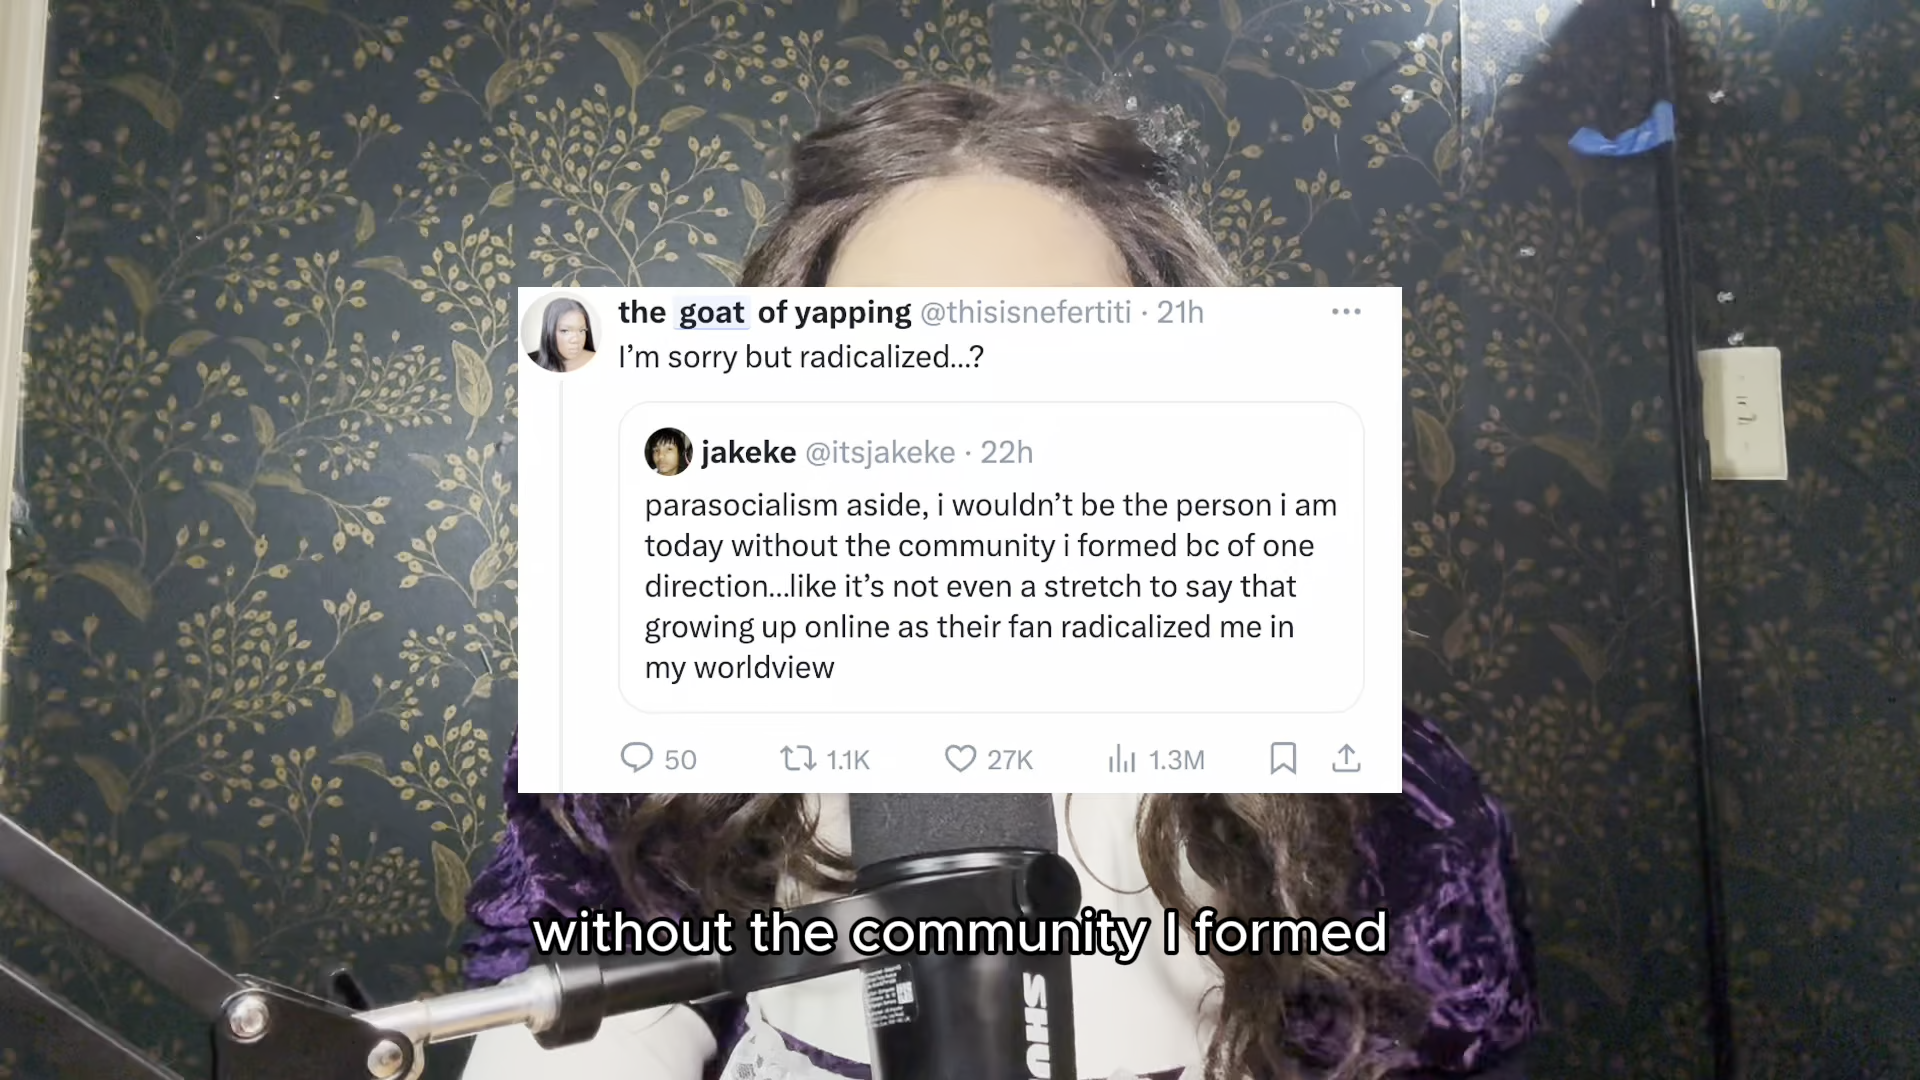 the goat of yapping @thisisnefertiti · 21h
I'm sorry but radicalized...?
jakeke @itsjakeke · 22h
parasocialism aside, i wouldn't be the person i am
today without the community i formed bc of one
direction...like it's not even a stretch to say that
growing up online as their fan radicalized me in
my worldview
50 1.1K 27K 1.3M
without the community I formed
SHU